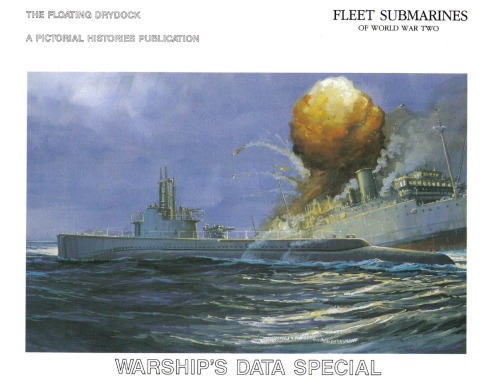 THE FLOATING DRYDOCK
A PICTORIAL HISTORIES PUBLICATION
FLEET SUBMARINES
OF WORLD WAR TWO
WARSHIP'S DATA SPECIAL